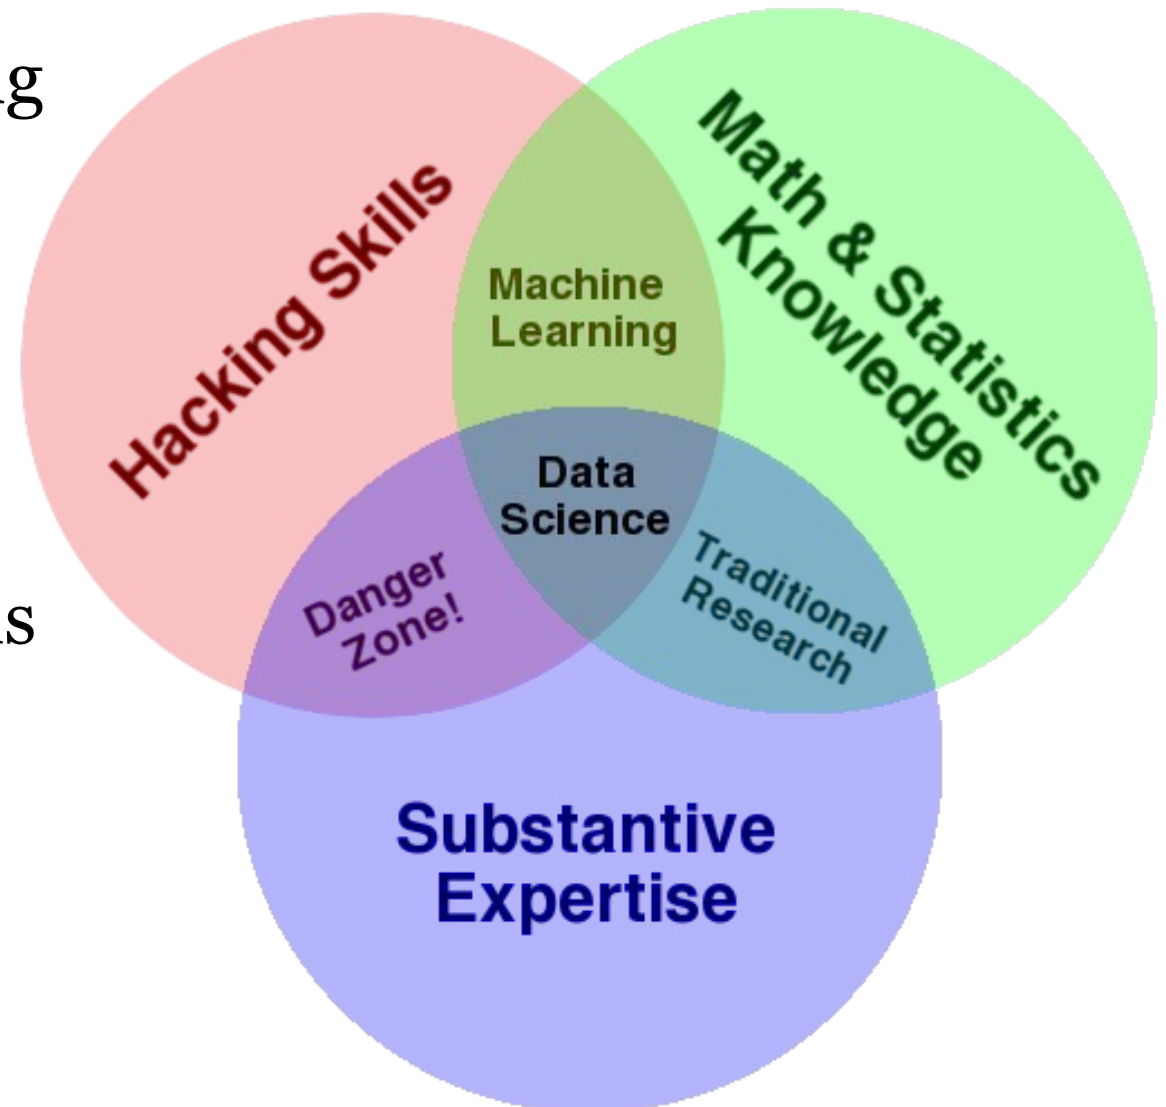 Hacking Skills
Math & Statistics
Knowledge
Machine
Learning
Data
Science
Danger
Zone!
Traditional
Research
Substantive
Expertise